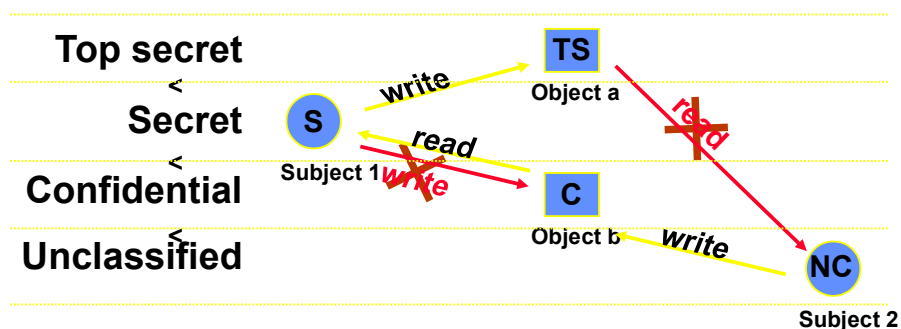 Top secret
TS
write
Object a
<
Secret
S
read
read
Subject 1
write
<
Confidential
C
Object b
write
<
Unclassified
NC
Subject 2